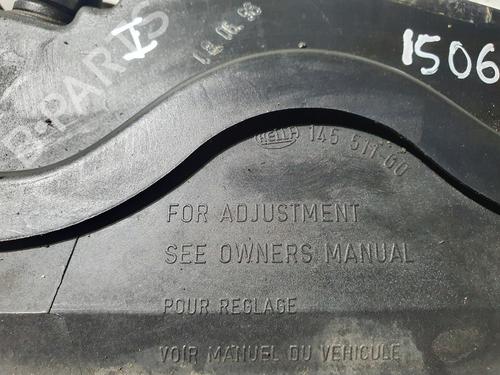 I
18.06.98
1506
B-PARTS
HELLA 145 511-00
FOR ADJUSTMENT
SEE OWNERS MANUAL
POUR REGLAGE
VOIR MANUEL DU VEHICULE